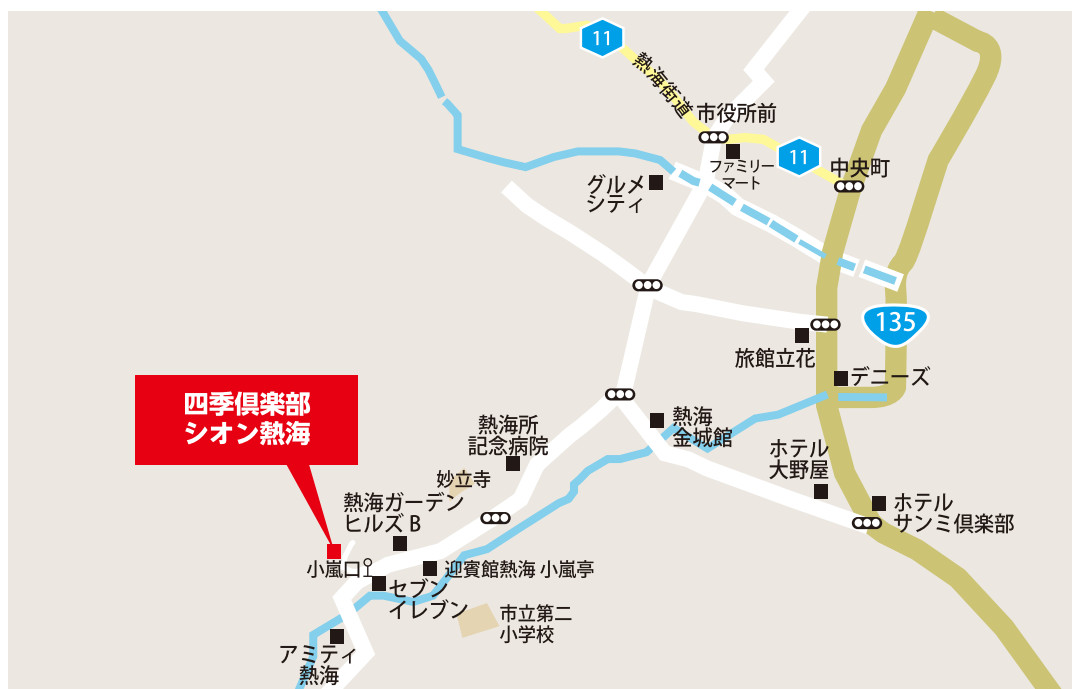 11
熱海街道
市役所前
ファミリー
マート
11
中央町
グルメ
シティ
135
旅館立花
デニーズ
四季倶楽部
シオン熱海
熱海所
記念病院
熱海
金城館
ホテル
大野屋
妙立寺
熱海ガーデン
ヒルズ B
ホテル
サンミ倶楽部
小嵐口
迎賓館熱海 小嵐亭
セブン
イレブン
市立第二
小学校
アミティ
熱海